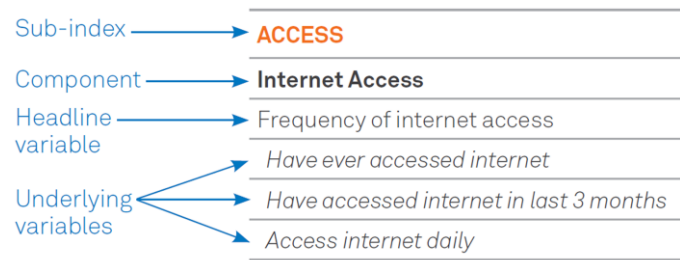 Sub-index
ACCESS
Component
Internet Access
Headline
variable
Frequency of internet access
Have ever accessed internet
Underlying
variables
Have accessed internet in last 3 months
Access internet daily